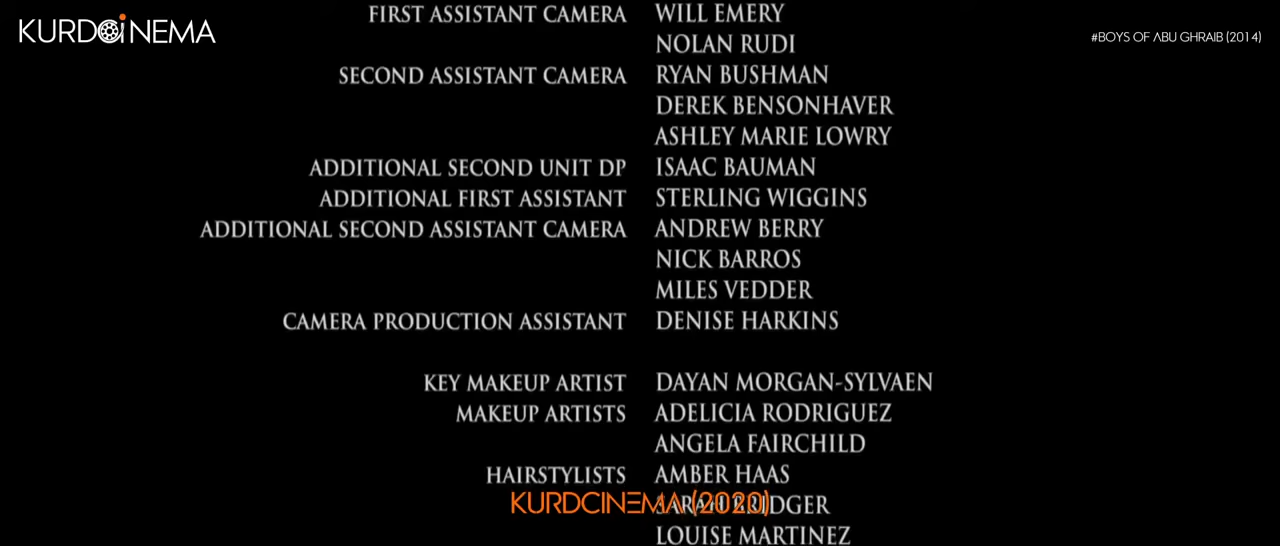 KURDCINEMA
#BOYS OF ABU GHRAIB (2014)
FIRST ASSISTANT CAMERA WILL EMERY
NOLAN RUDI
SECOND ASSISTANT CAMERA RYAN BUSHMAN
DEREK BENSONHAVER
ASHLEY MARIE LOWRY
ADDITIONAL SECOND UNIT DP ISAAC BAUMAN
ADDITIONAL FIRST ASSISTANT STERLING WIGGINS
ADDITIONAL SECOND ASSISTANT CAMERA ANDREW BERRY
NICK BARROS
MILES VEDDER
CAMERA PRODUCTION ASSISTANT DENISE HARKINS
KEY MAKEUP ARTIST DAYAN MORGAN-SYLVAEN
MAKEUP ARTISTS ADELICIA RODRIGUEZ
ANGELA FAIRCHILD
HAIRSTYLISTS AMBER HAAS
KURDCINEMA (2020)
SARAH BRIDGER
LOUISE MARTINEZ